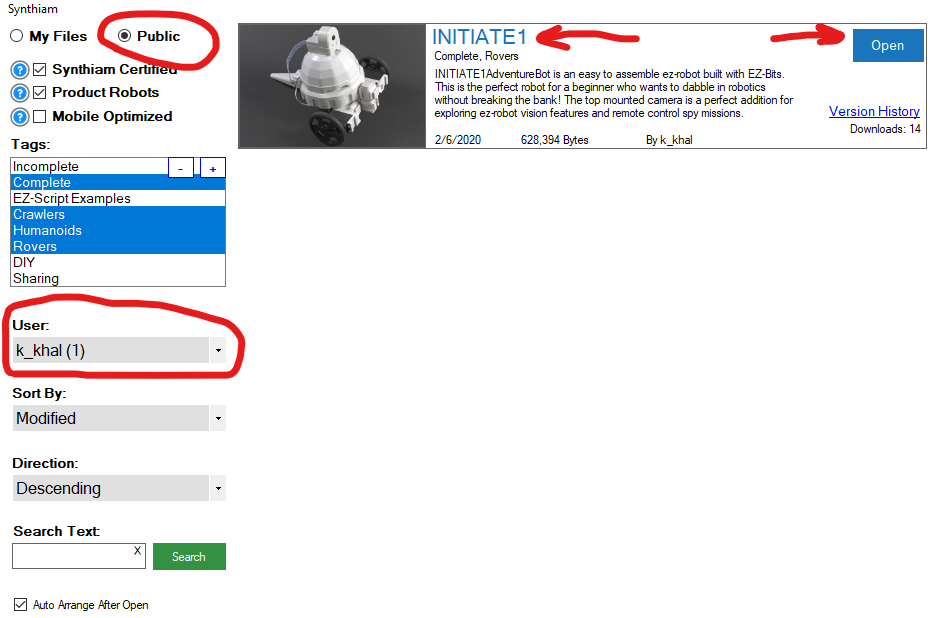 Synthiam
My Files
Public
Synthiam Certified
Product Robots
Mobile Optimized
Tags:
Incomplete
- +
Complete
EZ-Script Examples
Crawlers
Humanoids
Rovers
DIY
Sharing
User:
k_khal (1)
Sort By:
Modified
Direction:
Descending
Search Text:
X
Search
Auto Arrange After Open
INITIATE1
Open
Complete, Rovers
INITIATE1AdventureBot is an easy to assemble ez-robot built with EZ-Bits.
This is the perfect robot for a beginner who wants to dabble in robotics
without breaking the bank! The top mounted camera is a perfect addition for
exploring ez-robot vision features and remote control spy missions.
Version History
Downloads: 14
2/6/2020 628,394 Bytes By k_khal